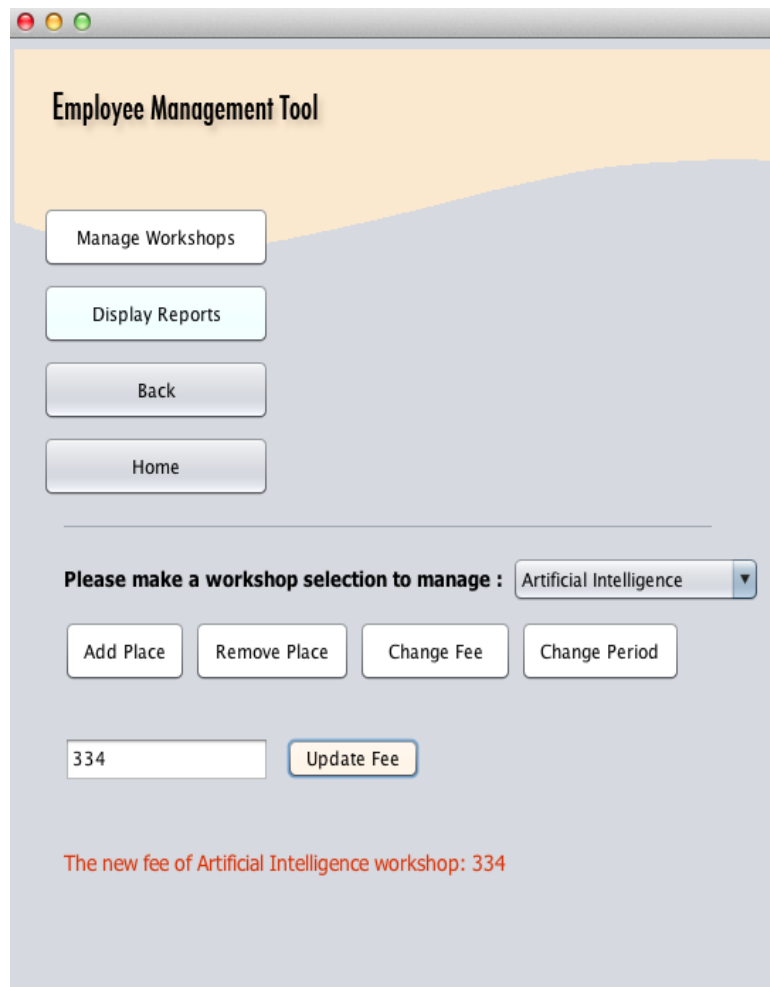 Employee Management Tool
Manage Workshops
Display Reports
Back
Home
Please make a workshop selection to manage : Artificial Intelligence
Add Place Remove Place Change Fee Change Period
334 Update Fee
The new fee of Artificial Intelligence workshop: 334